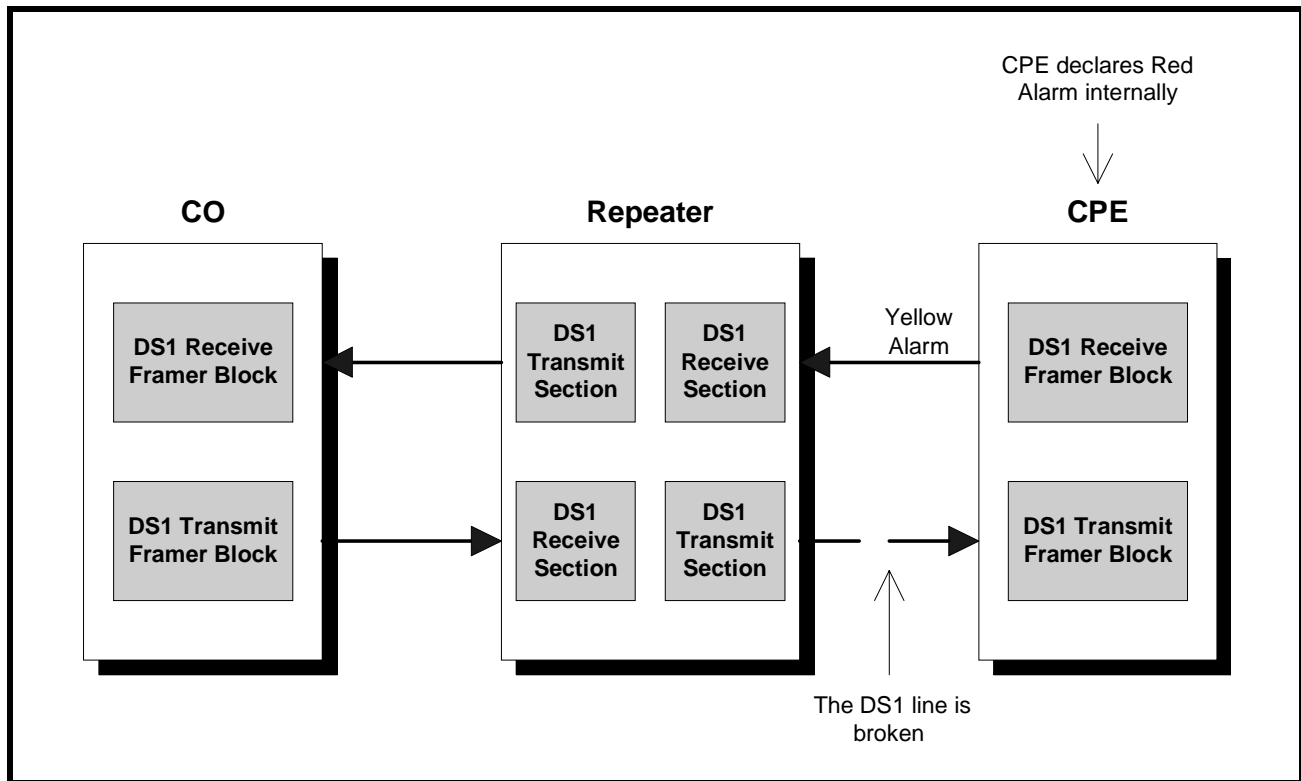 CPE declares Red
Alarm internally
CO
Repeater
CPE
DS1 Receive
Framer Block
DS1
Transmit
Section
DS1
Receive
Section
Yellow
Alarm
DS1 Receive
Framer Block
DS1 Transmit
Framer Block
DS1
Receive
Section
DS1
Transmit
Section
DS1 Transmit
Framer Block
The DS1 line is
broken